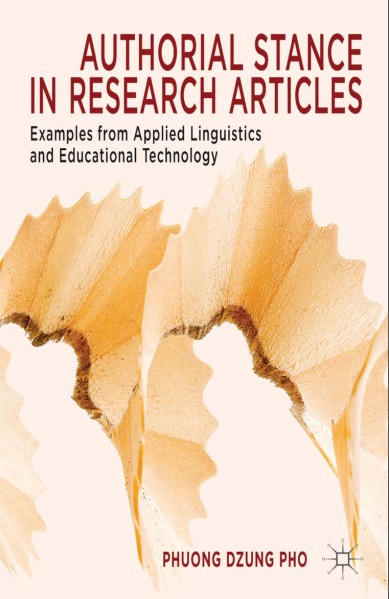 AUTHORIAL STANCE
IN RESEARCH ARTICLES
Examples from Applied Linguistics
and Educational Technology
PHUONG DZUNG PHO